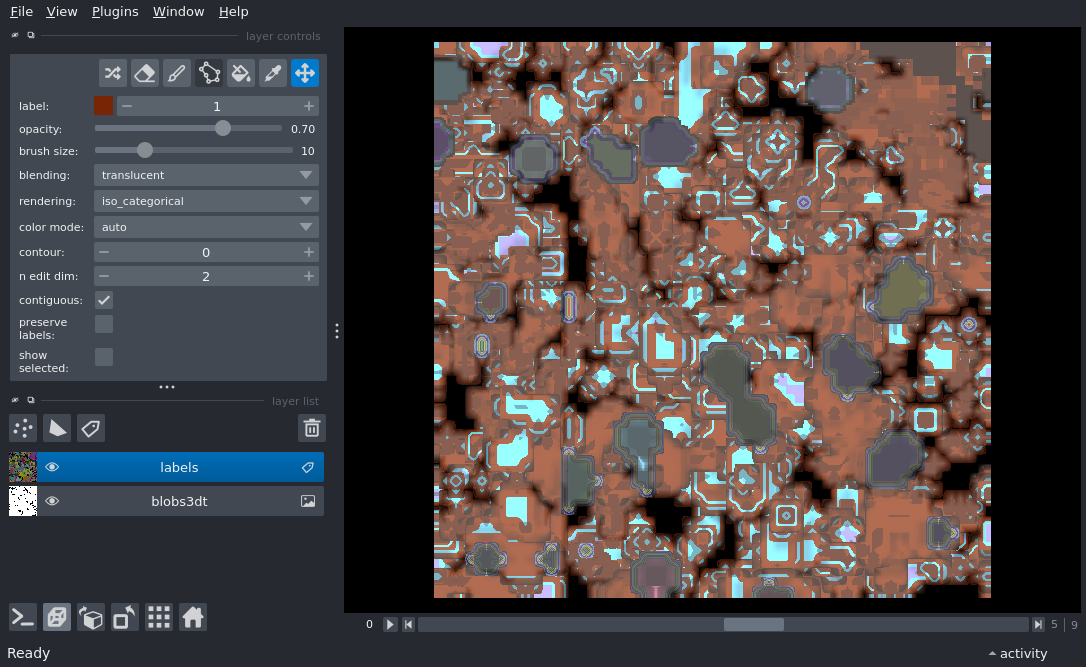 File View Plugins Window Help
layer controls
label: 1
opacity: 0.70
brush size: 10
blending: translucent
rendering: iso_categorical
color mode: auto
contour: 0
n edit dim: 2
contiguous:
preserve
labels:
show
selected:
layer list
labels
blobs3dt
0 5 | 9
Ready activity